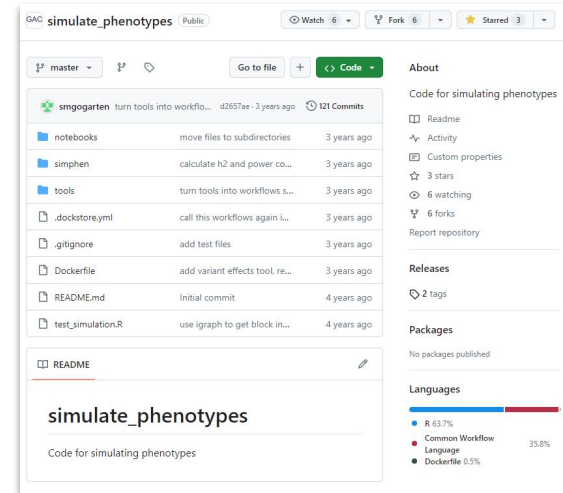 GAC simulate_phenotypes Public
Watch 6
Fork 6
Starred 3
master
Go to file
+
<> Code
smgogarten turn tools into workflo... d2657ae · 3 years ago 121 Commits
notebooks move files to subdirectories 3 years ago
simphen calculate h2 and power co... 3 years ago
tools turn tools into workflows s... 3 years ago
.dockstore.yml call this workflows again i... 3 years ago
.gitignore add test files 3 years ago
Dockerfile add variant effects tool, re... 3 years ago
README.md Initial commit 4 years ago
test_simulation.R use igraph to get block in... 4 years ago
README
simulate_phenotypes
Code for simulating phenotypes
About
Code for simulating phenotypes
Readme
Activity
Custom properties
3 stars
6 watching
6 forks
Report repository
Releases
2 tags
Packages
No packages published
Languages
R 63.7%
Common Workflow 35.8%
Language
Dockerfile 0.5%